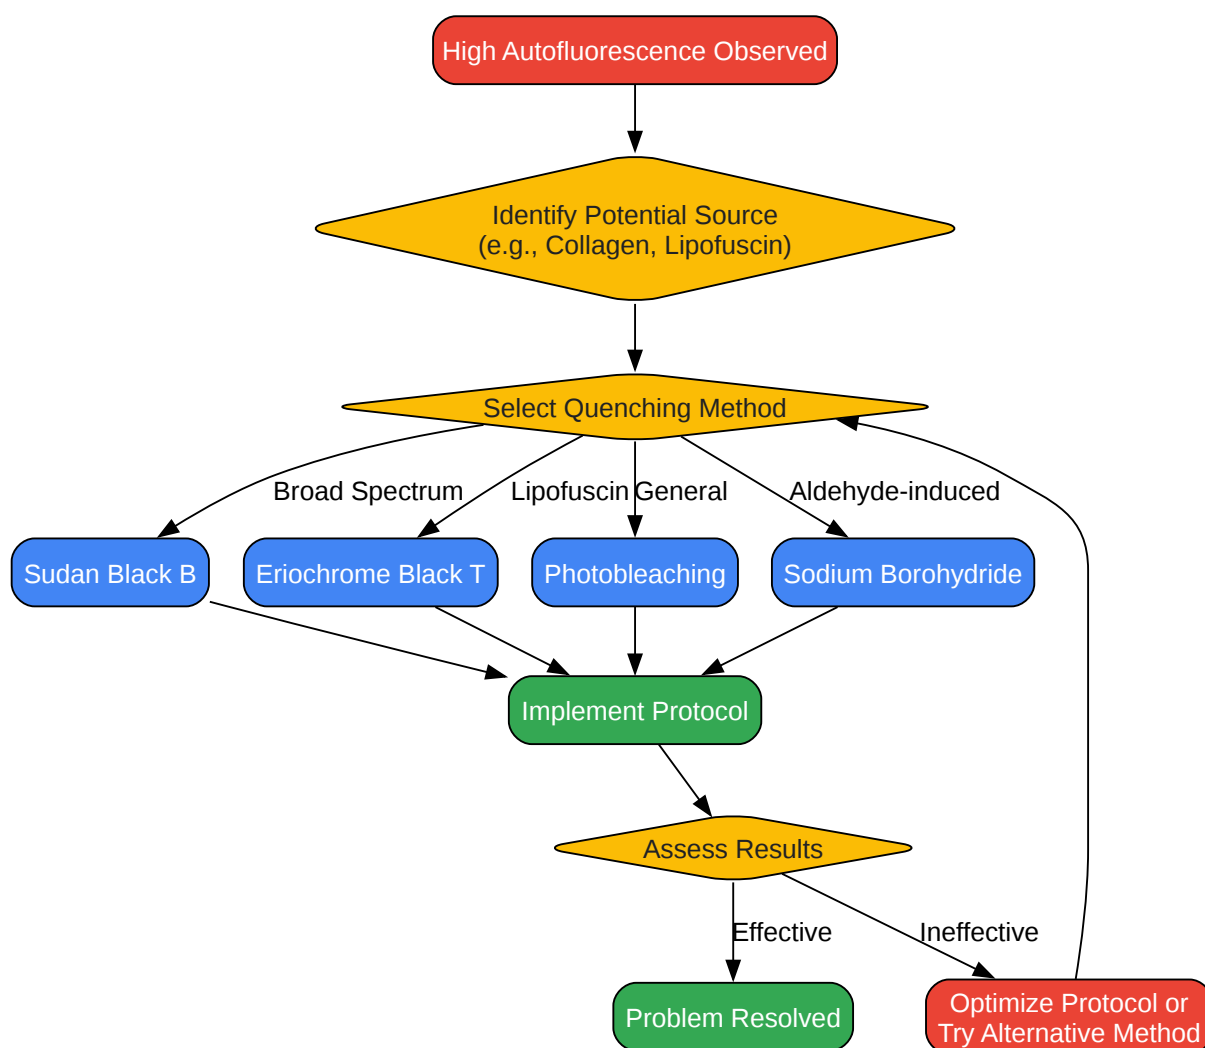 High Autofluorescence Observed
Identify Potential Source
(e.g., Collagen, Lipofuscin)
Select Quenching Method
Broad Spectrum
Lipofuscin
General
Aldehyde-induced
Sudan Black B
Eriochrome Black T
Photobleaching
Sodium Borohydride
Implement Protocol
Assess Results
Effective
Ineffective
Problem Resolved
Optimize Protocol or
Try Alternative Method